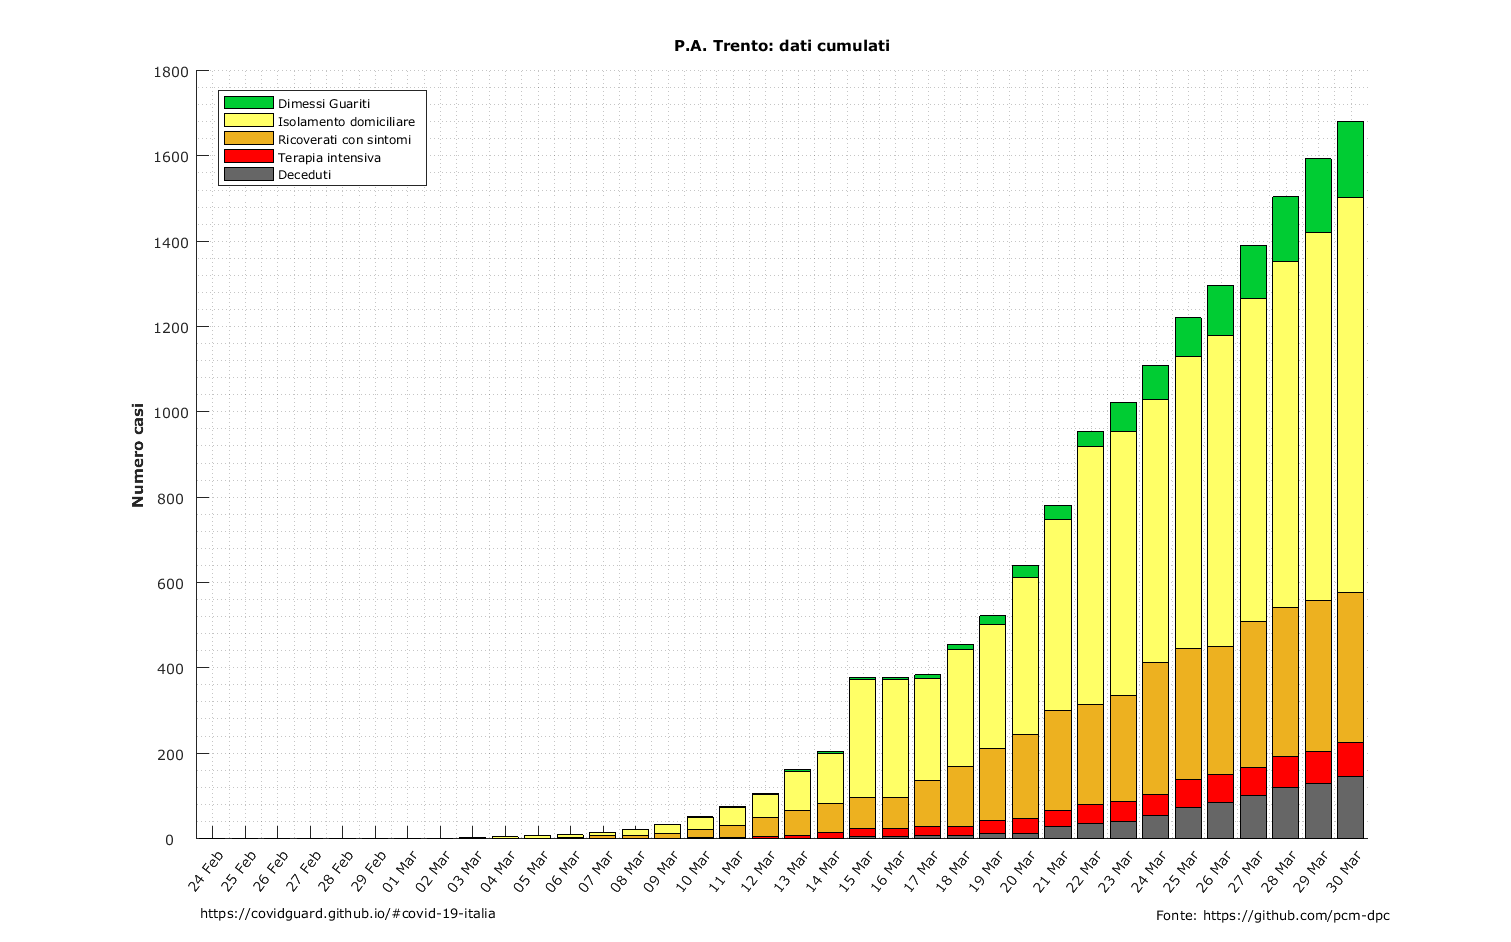 P.A. Trento: dati cumulati
Numero casi
1800
1600
1400
1200
1000
800
600
400
200
0
Dimessi Guariti
Isolamento domiciliare
Ricoverati con sintomi
Terapia intensiva
Deceduti
24 Feb
25 Feb
26 Feb
27 Feb
28 Feb
29 Feb
01 Mar
02 Mar
03 Mar
04 Mar
05 Mar
06 Mar
07 Mar
08 Mar
09 Mar
10 Mar
11 Mar
12 Mar
13 Mar
14 Mar
15 Mar
16 Mar
17 Mar
18 Mar
19 Mar
20 Mar
21 Mar
22 Mar
23 Mar
24 Mar
25 Mar
26 Mar
27 Mar
28 Mar
29 Mar
30 Mar
https://covidguard.github.io/#covid-19-italia
Fonte: https://github.com/pcm-dpc